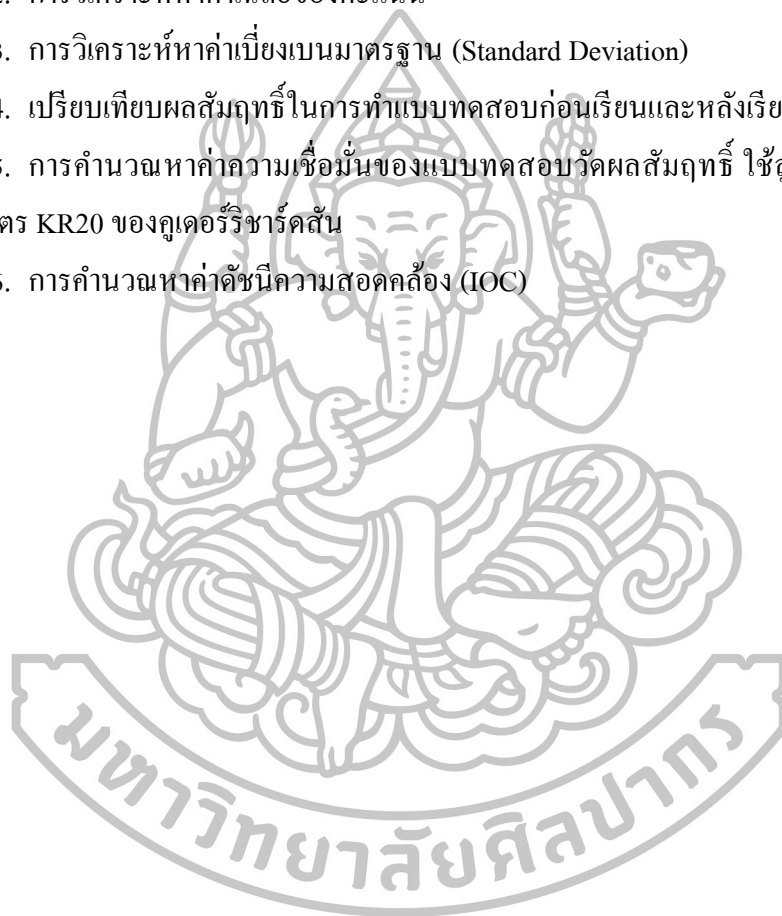 การวิเคราะห์หาค่าเบี่ยงเบนมาตรฐาน (Standard Deviation)
4. เปรียบเทียบผลสัมฤทธิ์ในการทำแบบทดสอบก่อนเรียนและหลังเรีย
การคำนวณหาค่าความเชื่อมั่นของแบบทดสอบวัดผลสัมฤทธิ์ ใช้
ตร KR20 ของคูเดอร์ริชาร์ดสัน
การคำนวณหาค่าดัชนีความสอดคล้อง (IOC)
มหาวิทยาลัยศิลปากร